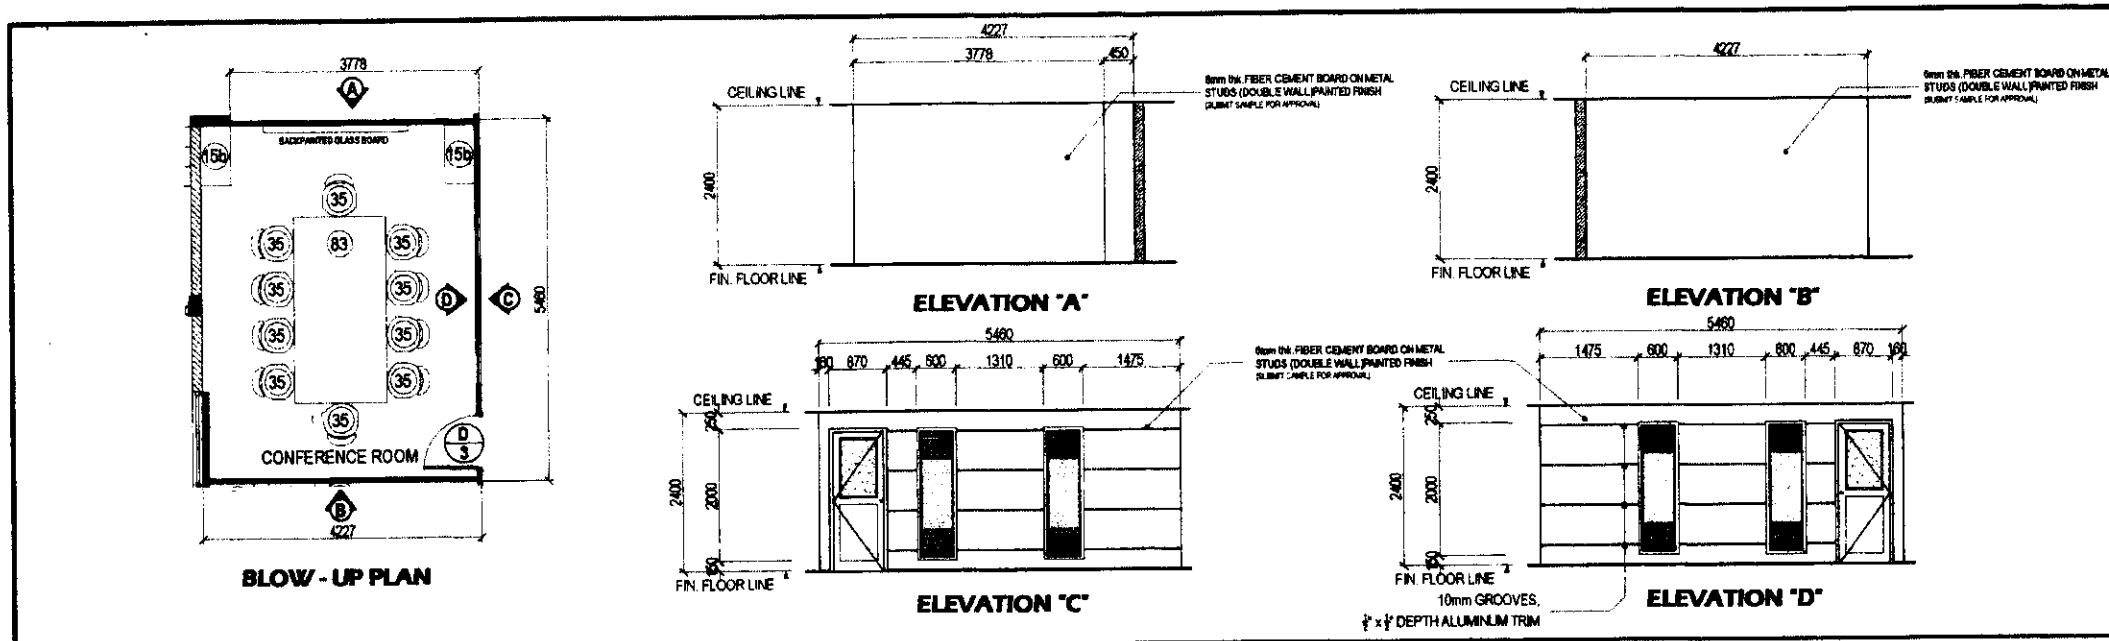 3778
A
BACKPAINTED GLASS BOARD
15b
15b
35
35
83
35
35
35
D
C
5460
35
35
35
35
35
D
3
CONFERENCE ROOM
B
4227
BLOW - UP PLAN
4227
3778
450
CEILING LINE
2400
FIN. FLOOR LINE
6mm thk. FIBER CEMENT BOARD ON METAL
STUDS (DOUBLE WALL)PAINTED FINISH
(SUBMIT SAMPLE FOR APPROVAL)
ELEVATION "A"
4227
CEILING LINE
2400
FIN. FLOOR LINE
6mm thk. FIBER CEMENT BOARD ON METAL
STUDS (DOUBLE WALL)PAINTED FINISH
(SUBMIT SAMPLE FOR APPROVAL)
ELEVATION "B"
5460
160 870 445 600 1310 600 1475
CEILING LINE
250
2400
2000
150
FIN. FLOOR LINE
6mm thk. FIBER CEMENT BOARD ON METAL
STUDS (DOUBLE WALL)PAINTED FINISH
(SUBMIT SAMPLE FOR APPROVAL)
ELEVATION "C"
5460
1475 600 1310 600 445 870 160
CEILING LINE
250
2400
2000
150
FIN. FLOOR LINE
10mm GROOVES,
DEPTH ALUMINUM TRIM
ELEVATION "D"